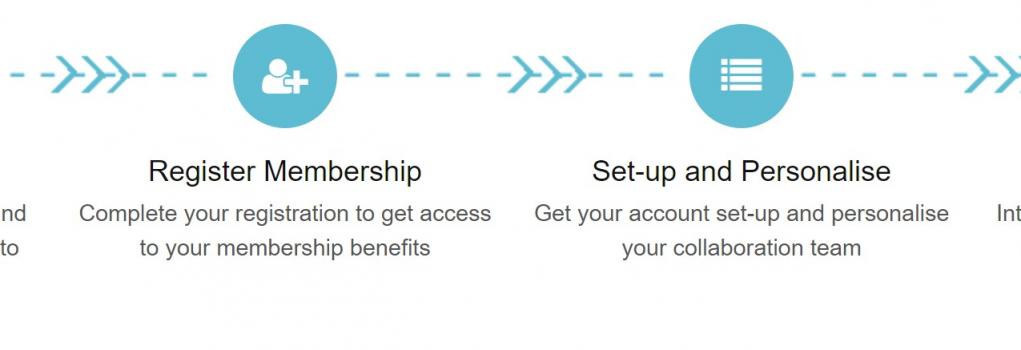 Register Membership
Set-up and Personalise
nd
Complete your registration to get access
Get your account set-up and personalise
Int
to
to your membership benefits
your collaboration team